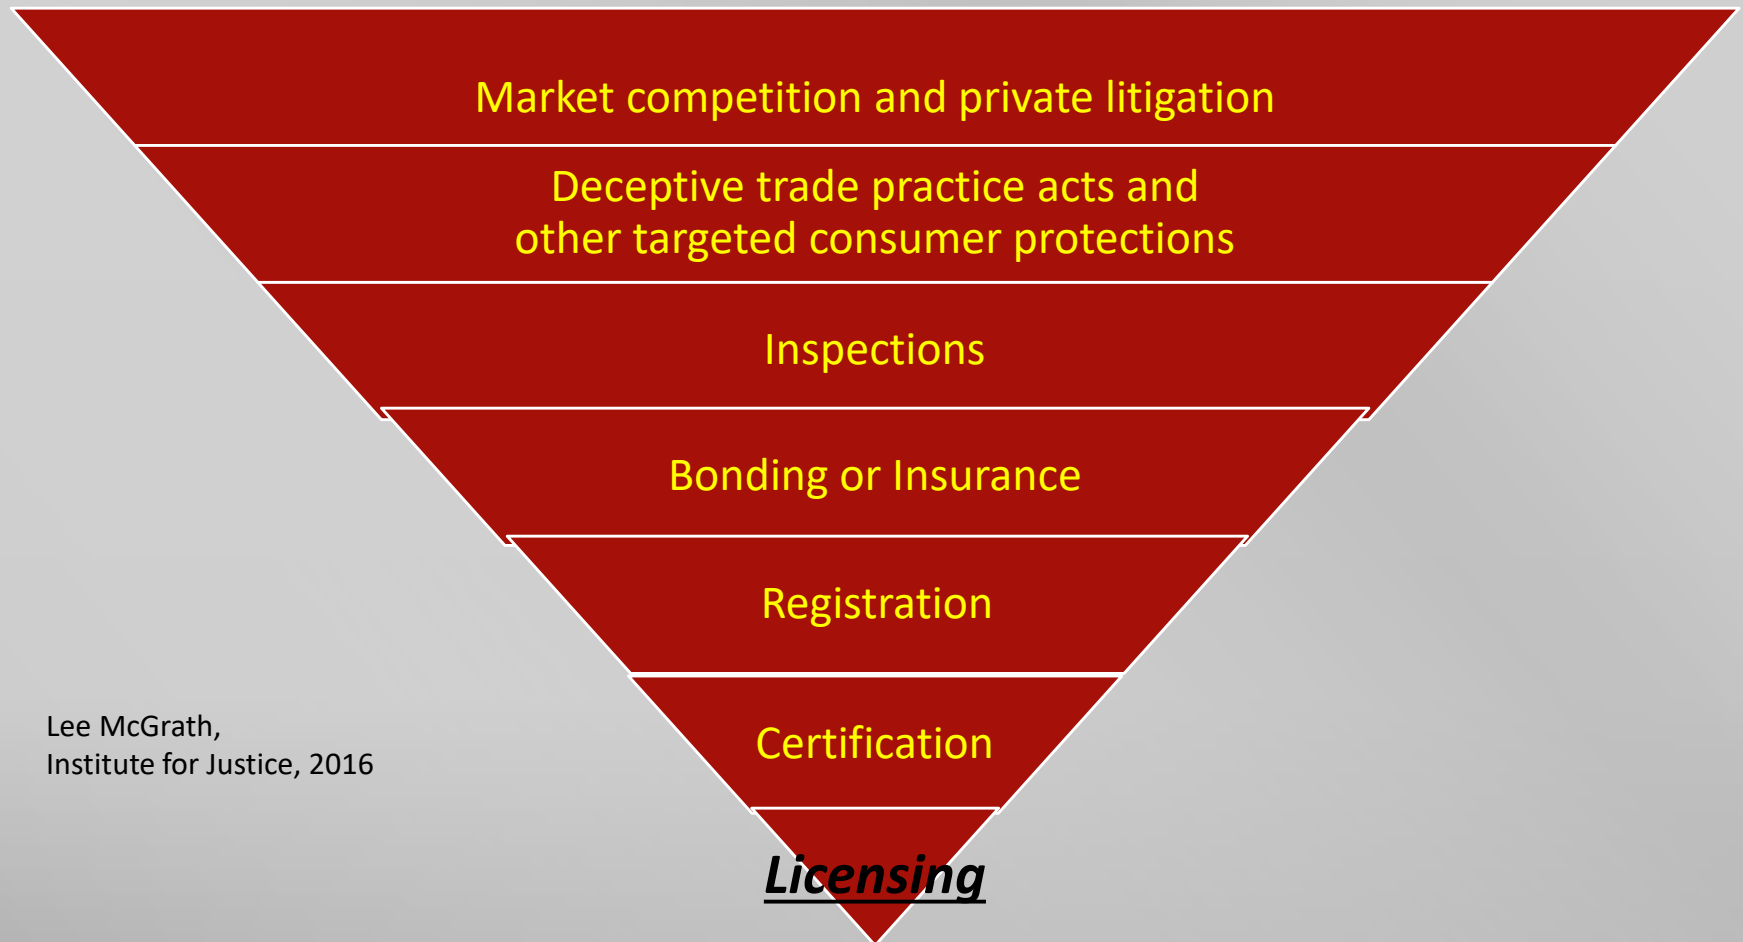 Market competition and private litigation
Deceptive trade practice acts and
other targeted consumer protections
Inspections
Bonding or Insurance
Registration
Certification
Lee McGrath,
Institute for Justice, 2016
Licensing